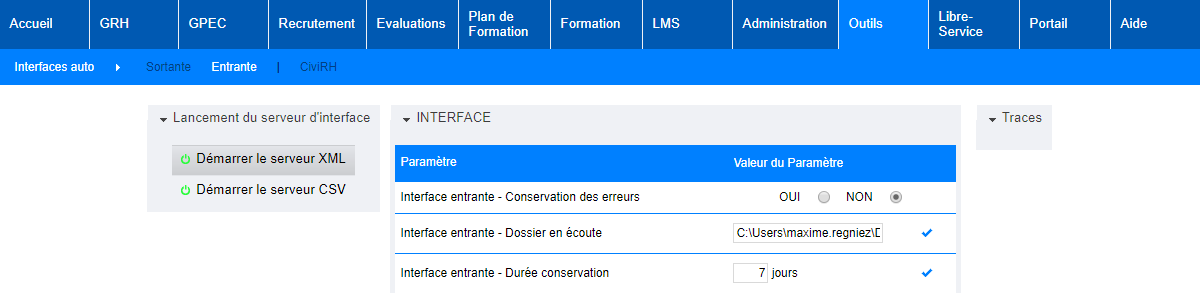 Accueil
GRH
GPEC
Recrutement
Evaluations
Plan de
Formation
Formation
LMS
Administration
Outils
Libre-
Service
Portail
Aide
Interfaces auto
Sortante
Entrante
|
CiviRH
Lancement du serveur d'interface
Démarrer le serveur XML
Démarrer le serveur CSV
INTERFACE
Paramètre Valeur du Paramètre
Interface entrante - Conservation des erreurs OUI NON
Interface entrante - Dossier en écoute C:\Users\maxime.regniez\D
Interface entrante - Durée conservation 7 jours
Traces